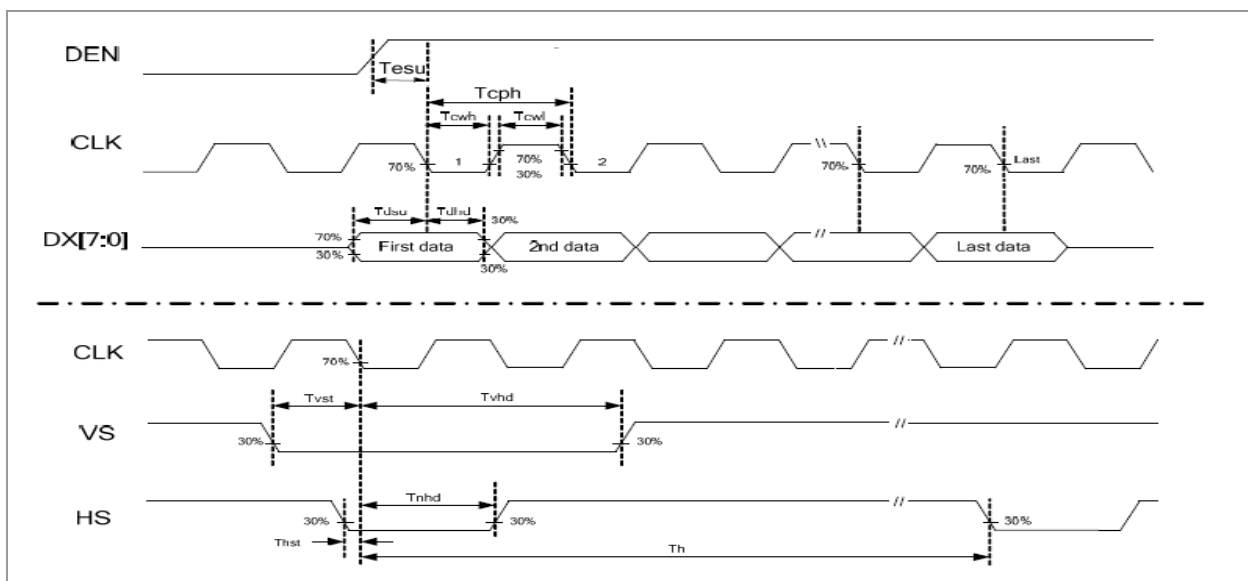 DEN
Tesu
Tcph
Tcwh
Tcwl
CLK
70%
1
70%
30%
2
70%
70%
Last
Tdsu
Tdhd
30%
DX[7:0]
70%
30%
First data
30%
2nd data
//
Last data
CLK
70%
//
Tvst
Tvhd
VS
30%
30%
//
Tnhd
HS
30%
30%
//
30%
Thst
Th